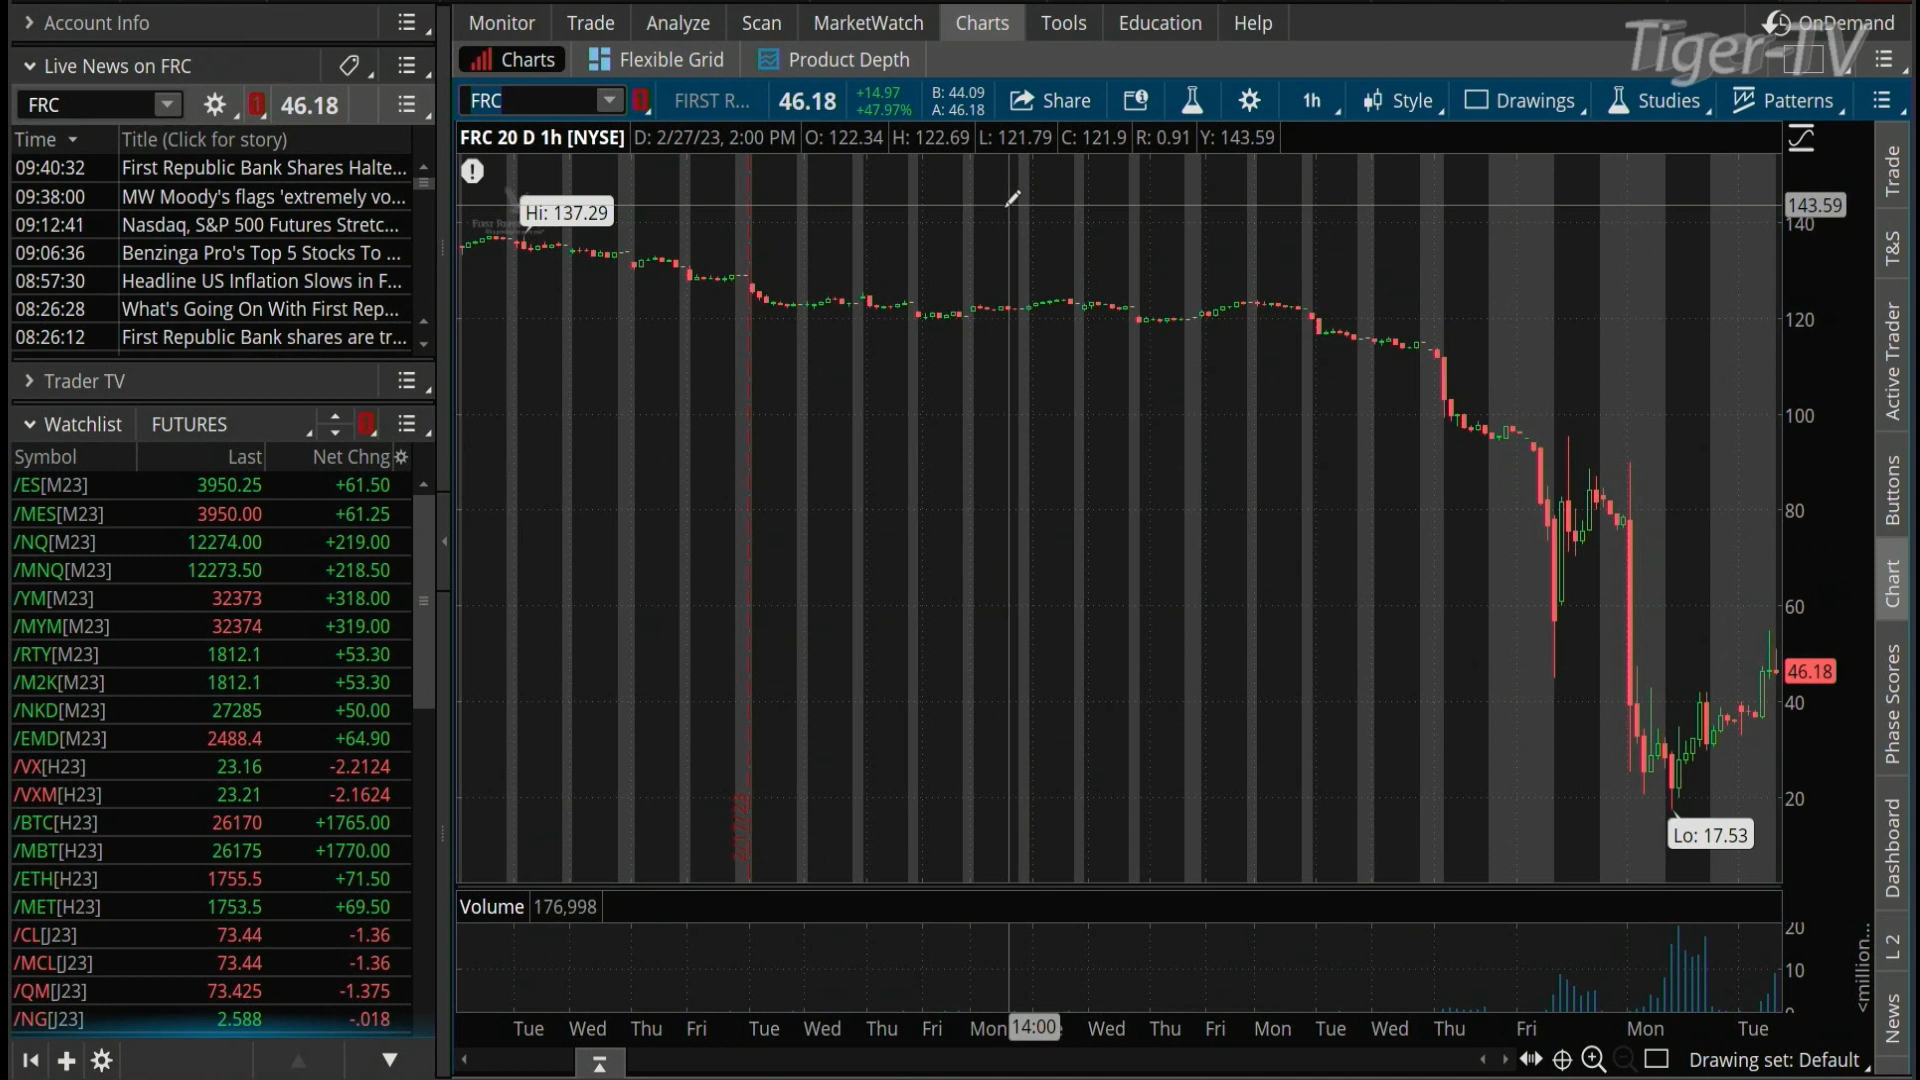 Account Info
Live News on FRC
FRC 1 46.18
Time Title (Click for story)
09:40:32 First Republic Bank Shares Halte...
09:38:00 MW Moody's flags 'extremely vo...
09:12:41 Nasdaq, S&P 500 Futures Stretc...
09:06:36 Benzinga Pro's Top 5 Stocks To ...
08:57:30 Headline US Inflation Slows in F...
08:26:28 What's Going On With First Rep...
08:26:12 First Republic Bank shares are tr...
Trader TV
Watchlist FUTURES 1
Symbol Last Net Chng
/ES[M23] 3950.25 +61.50
/MES[M23] 3950.00 +61.25
/NQ[M23] 12274.00 +219.00
/MNQ[M23] 12273.50 +218.50
/YM[M23] 32373 +318.00
/MYM[M23] 32374 +319.00
/RTY[M23] 1812.1 +53.30
/M2K[M23] 1812.1 +53.30
/NKD[M23] 27285 +50.00
/EMD[M23] 2488.4 +64.90
/VX[H23] 23.16 -2.2124
/VXM[H23] 23.21 -2.1624
/BTC[H23] 26170 +1765.00
/MBT[H23] 26175 +1770.00
/ETH[H23] 1755.5 +71.50
/MET[H23] 1753.5 +69.50
/CL[J23] 73.44 -1.36
/MCL[J23] 73.44 -1.36
/QM[J23] 73.425 -1.375
/NG[J23] 2.588 -.018
Monitor Trade Analyze Scan MarketWatch Charts Tools Education Help
OnDemand
Tiger-TV
Charts Flexible Grid Product Depth
FRC 1 FIRST R... 46.18 +14.97 B: 44.09 Share 1h Style Drawings Studies Patterns
+47.97% A: 46.18
FRC 20 D 1h [NYSE] D: 2/27/23, 2:00 PM O: 122.34 H: 122.69 L: 121.79 C: 121.9 R: 0.91 Y: 143.59
Hi: 137.29
143.59
140
120
100
80
60
46.18
40
20
Lo: 17.53
Volume 176,998
20
10
0
<million...
Tue Wed Thu Fri Tue Wed Thu Fri Mon 14:00 Wed Thu Fri Mon Tue Wed Thu Fri Mon Tue
Drawing set: Default
Trade
T&S
Active Trader
Buttons
Chart
Phase Scores
Dashboard
L 2
News